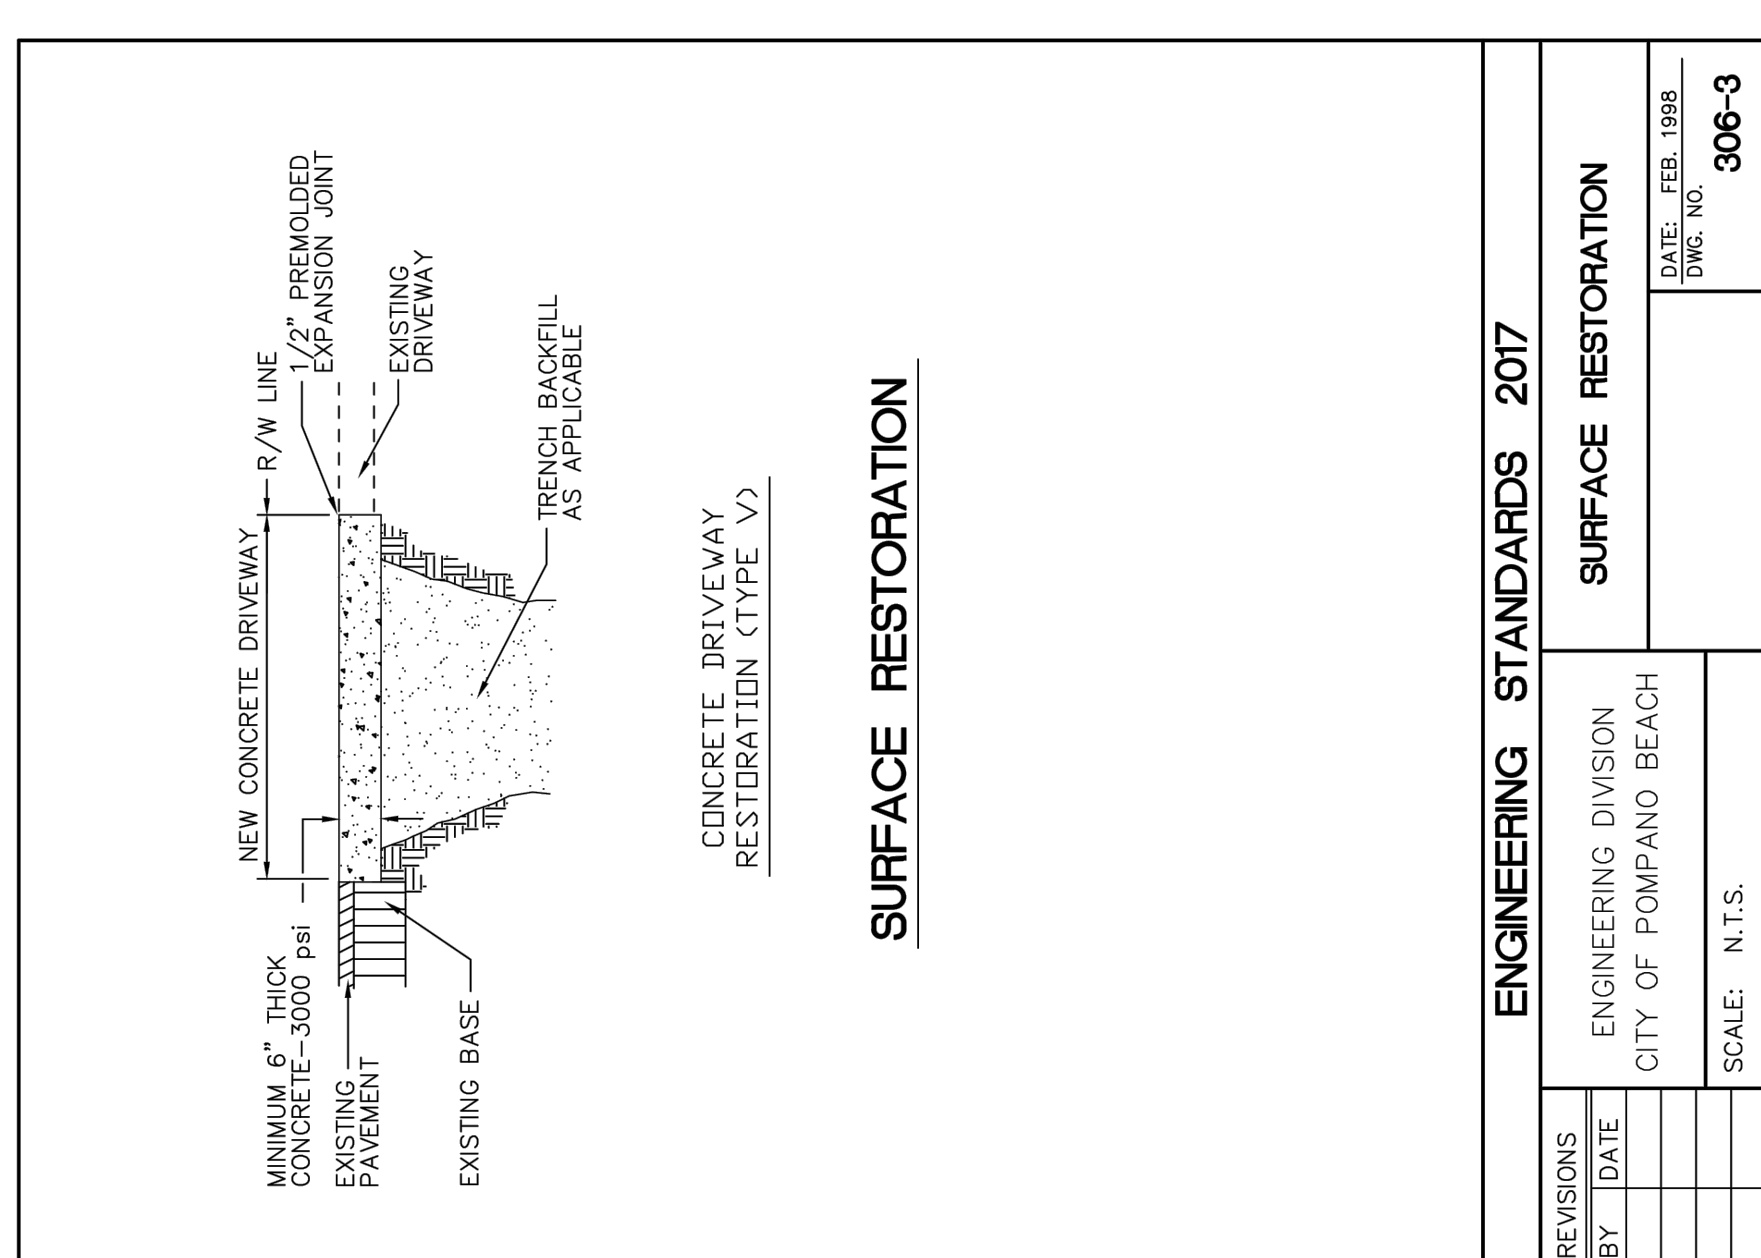 NEW CONCRETE DRIVEWAY
R/W LINE
MINIMUM 6" THICK
CONCRETE-3000 psi
1/2" PREMOLDED
EXPANSION JOINT
EXISTING
PAVEMENT
EXISTING
DRIVEWAY
EXISTING BASE
TRENCH BACKFILL
AS APPLICABLE
CONCRETE DRIVEWAY
RESTORATION (TYPE V)
SURFACE RESTORATION
ENGINEERING STANDARDS 2017
REVISIONS
BY DATE
ENGINEERING DIVISION
CITY OF POMPANO BEACH
SCALE: N.T.S.
SURFACE RESTORATION
DATE: FEB. 1998
DWG. NO.
306-3